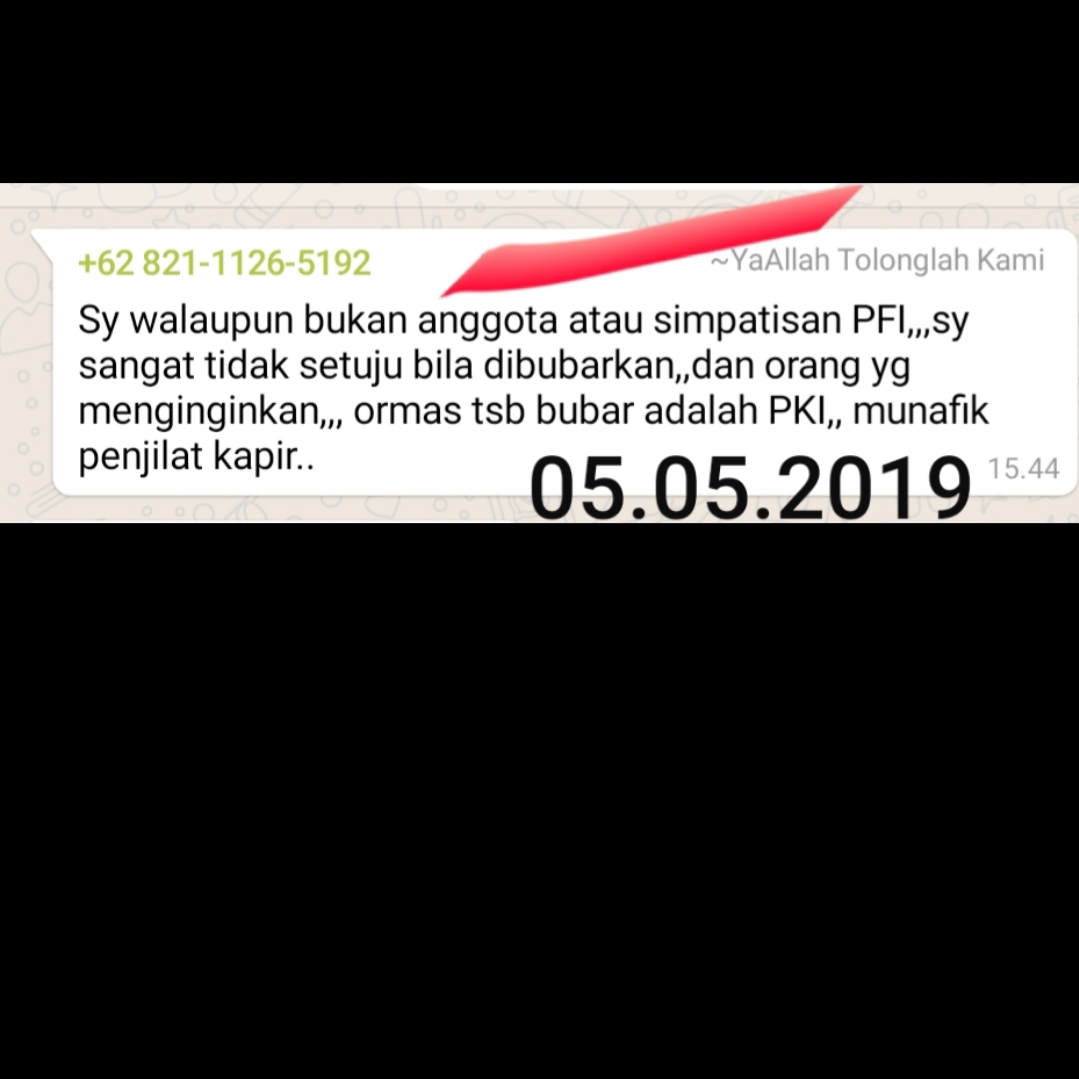 +62 821-1126-5192 ~YaAllah Tolonglah Kami
Sy walaupun bukan anggota atau simpatisan PFI,,,sy
sangat tidak setuju bila dibubarkan,,dan orang yg
menginginkan,,, ormas tsb bubar adalah PKI,, munafik
penjilat kapir..
05.05.2019 15.44